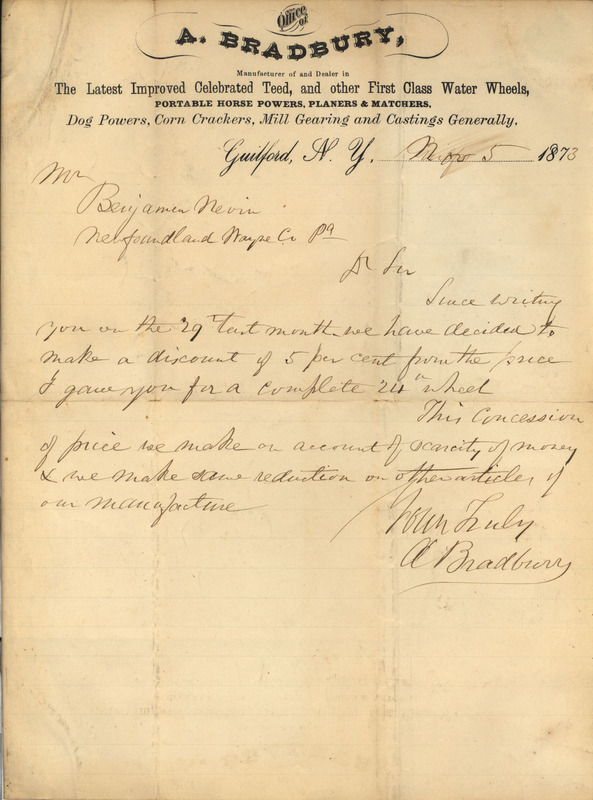 Office of
A. BRADBURY,
Manufacturer of and Dealer in
The Latest Improved Celebrated Teed, and other First Class Water Wheels,
PORTABLE HORSE POWERS, PLANERS & MATCHERS,
Dog Powers, Corn Crackers, Mill Gearing and Castings Generally,
Guilford, N. Y. 5 1873
Mr
Benjamen Nevin
Newfoundland Wayne Co Pa
Dr Sir
Since writing
you on the 29 last month we have decided to
make a discount of 5 per cent from the price
I gave you for a complete 24in wheel
This Concession
of price we make on account of scarcity of money
& we make same reduction on other articles of
our manufacture
Yours Truly
A Bradbury